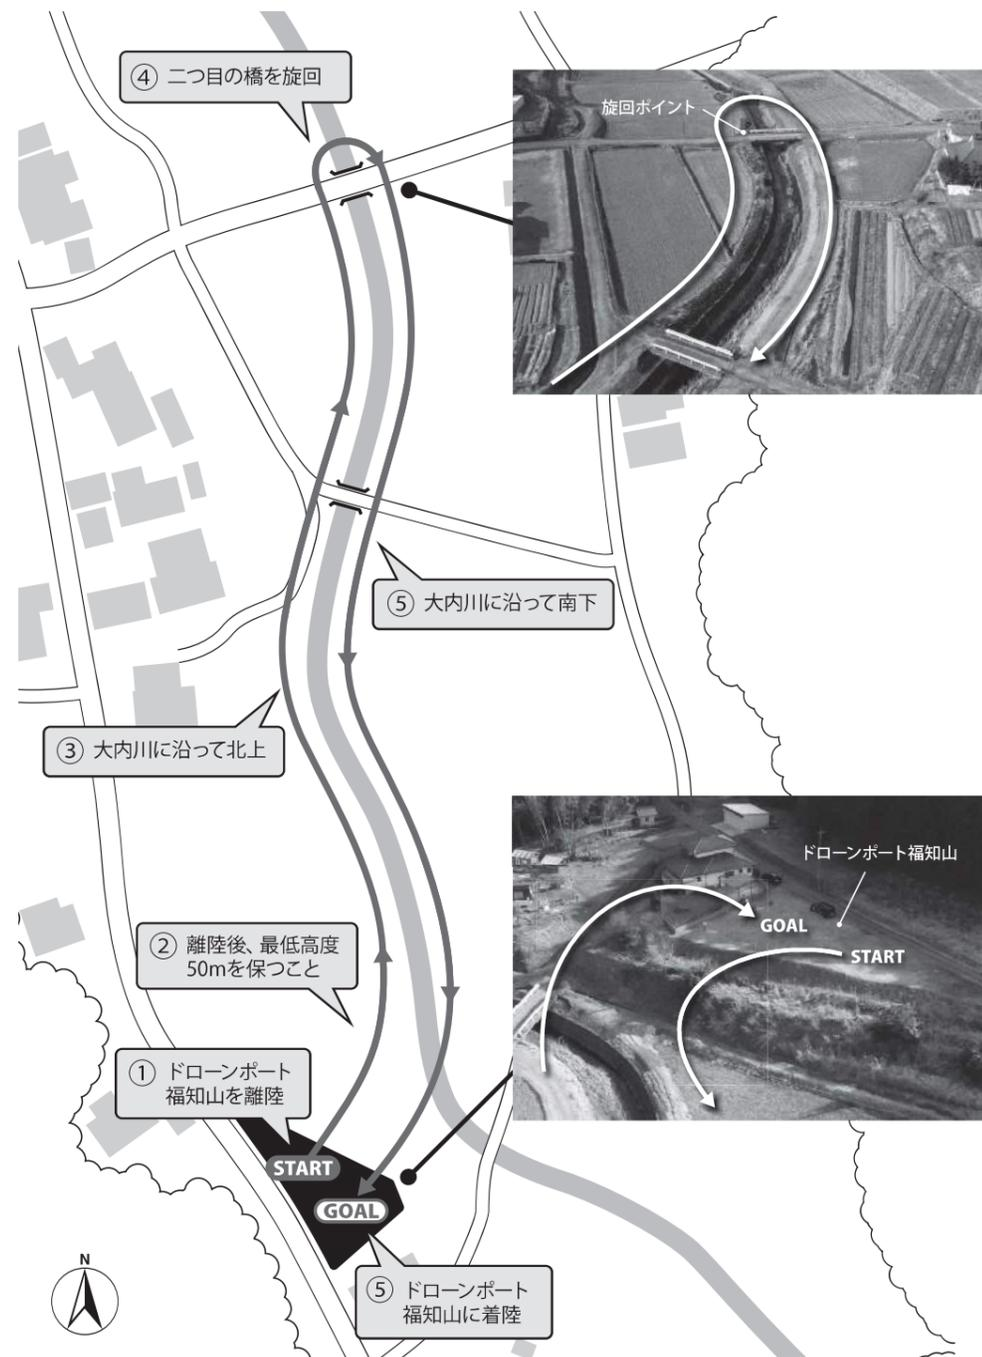 ④ 二つ目の橋を旋回
旋回ポイント
⑤ 大内川に沿って南下
③ 大内川に沿って北上
ドローンポート福知山
GOAL
START
② 離陸後、最低高度
50mを保つこと
① ドローンポート
福知山を離陸
START
GOAL
⑤ ドローンポート
福知山に着陸
N